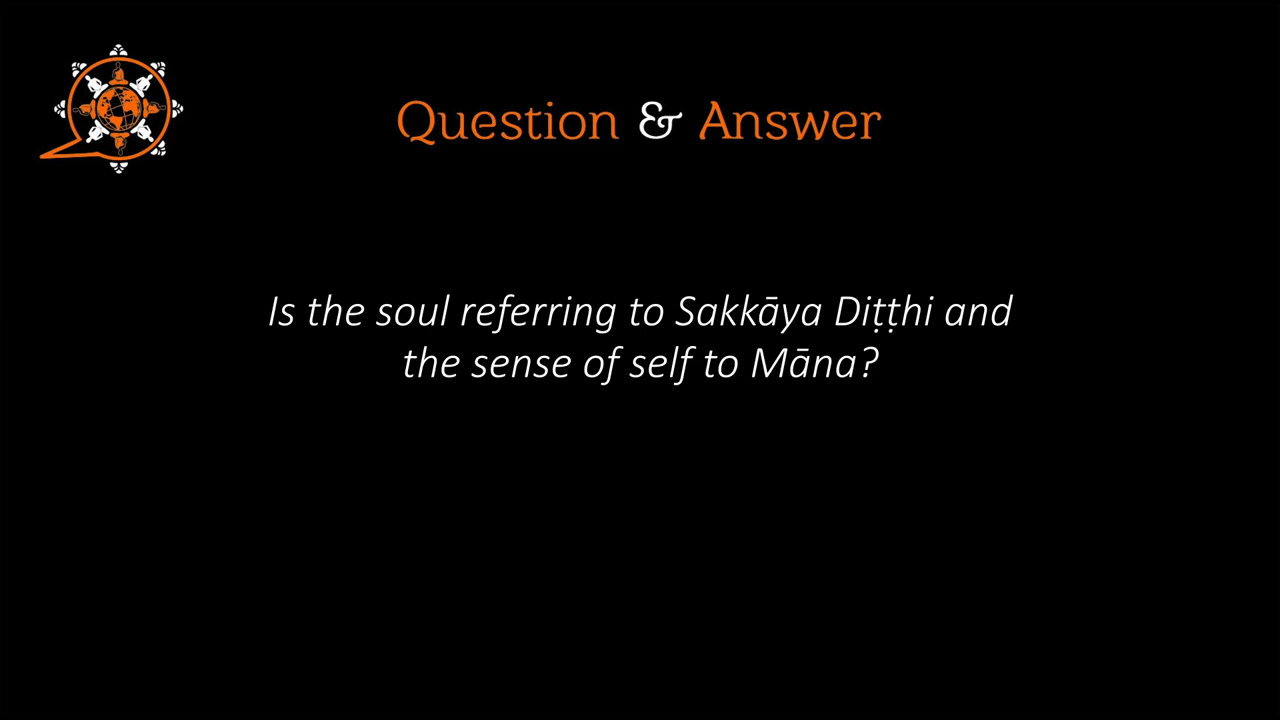 Question & Answer
Is the soul referring to Sakkāya Diṭṭhi and
the sense of self to Māna?